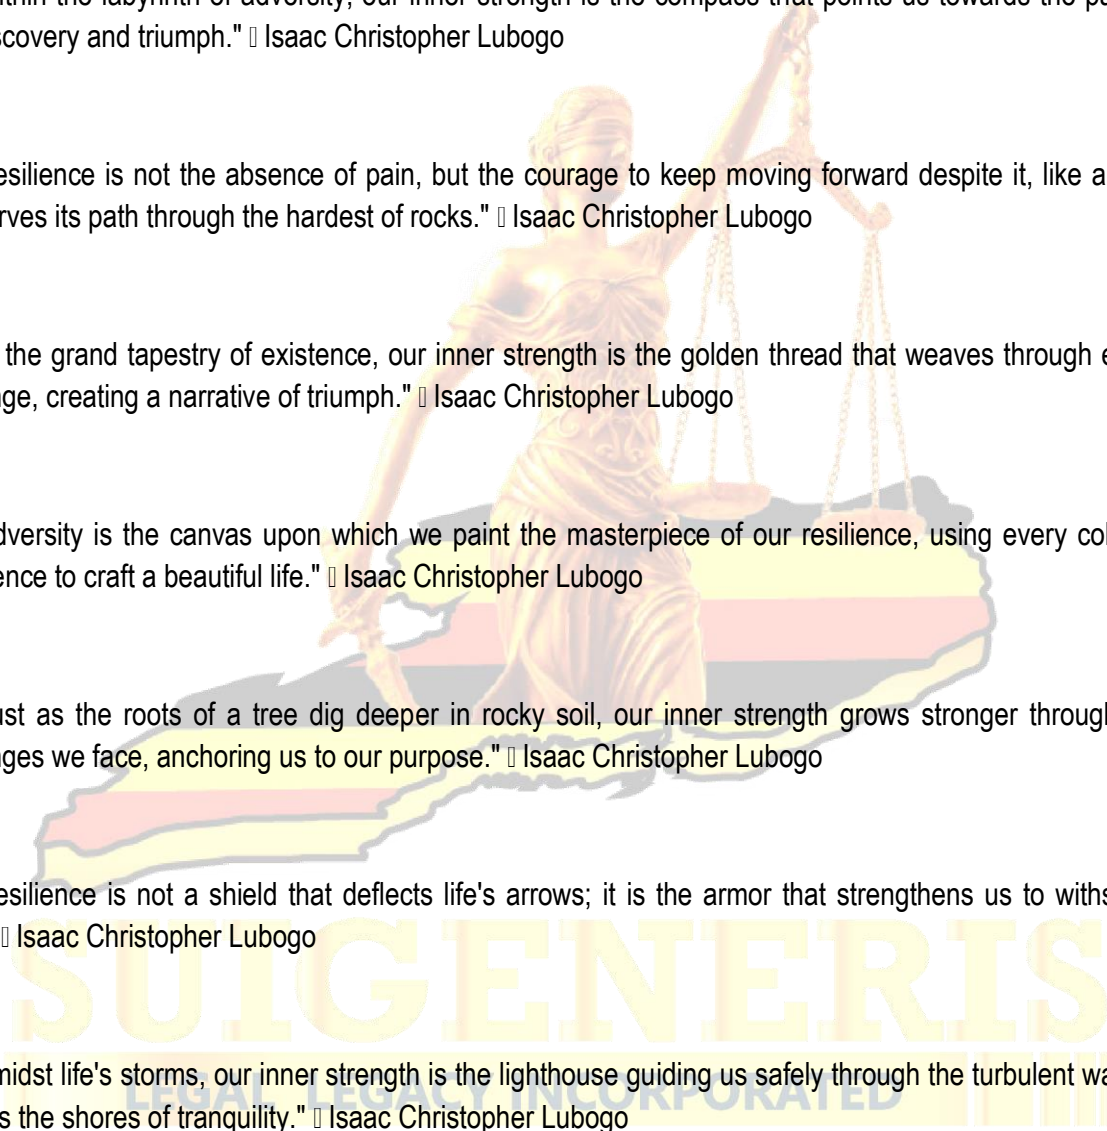 ithin the labyrinth of adversity, our inner strength is the compass that points us towards the pa
scovery and triumph." Isaac Christopher Lubogo
esilience is not the absence of pain, but the courage to keep moving forward despite it, like a
rves its path through the hardest of rocks." Isaac Christopher Lubogo
the grand tapestry of existence, our inner strength is the golden thread that weaves through e
nge, creating a narrative of triumph." Isaac Christopher Lubogo
dversity is the canvas upon which we paint the masterpiece of our resilience, using every col
ence to craft a beautiful life." Isaac Christopher Lubogo
ust as the roots of a tree dig deeper in rocky soil, our inner strength grows stronger through
nges we face, anchoring us to our purpose." Isaac Christopher Lubogo
esilience is not a shield that deflects life's arrows; it is the armor that strengthens us to withs
Isaac Christopher Lubogo
SUIGENERIS
midst life's storms, our inner strength is the lighthouse guiding us safely through the turbulent wa
LEGAL LEGACY INCORPORATED
s the shores of tranquility." Isaac Christopher Lubogo